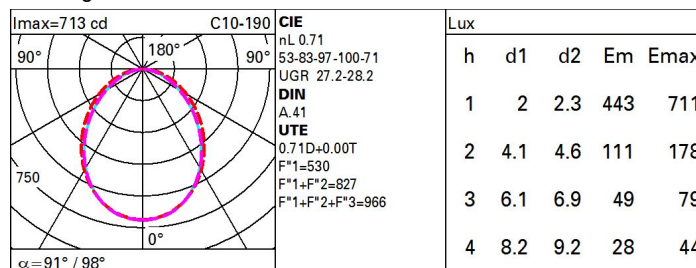 Imax=713 cd C10-190
90° 180° 90°
750
0°
α=91° / 98°
CIE
nL 0.71
53-83-97-100-71
UGR 27.2-28.2
DIN
A.41
UTE
0.71D+0.00T
F"1=530
F"1+F"2=827
F"1+F"2+F"3=966
Lux
h d1 d2 Em Emax
1 2 2.3 443 711
2 4.1 4.6 111 178
3 6.1 6.9 49 79
4 8.2 9.2 28 44